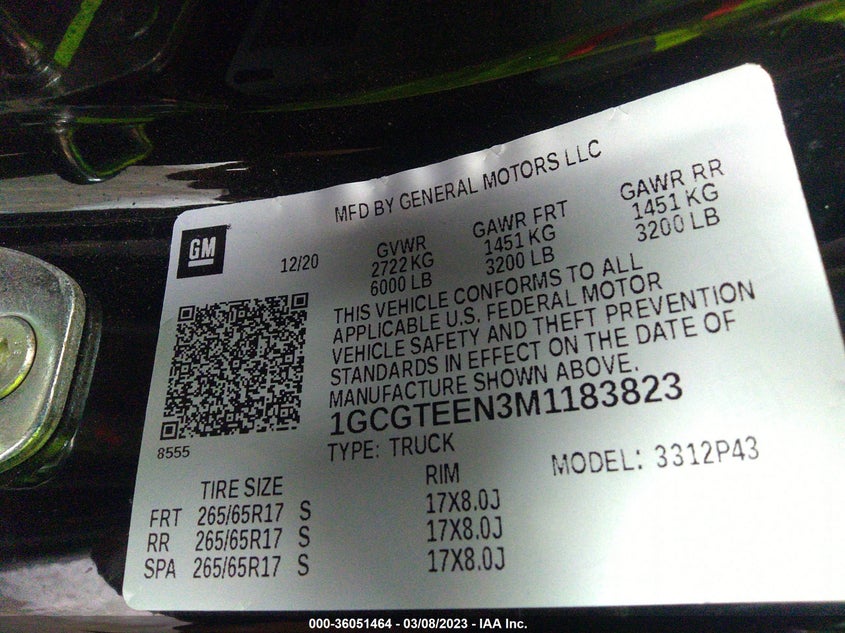 MFD BY GENERAL MOTORS LLC
GM
12/20
GVWR
2722 KG
6000 LB
GAWR FRT
1451 KG
3200 LB
GAWR RR
1451 KG
3200 LB
THIS VEHICLE CONFORMS TO ALL
APPLICABLE U.S. FEDERAL MOTOR
VEHICLE SAFETY AND THEFT PREVENTION
STANDARDS IN EFFECT ON THE DATE OF
MANUFACTURE SHOWN ABOVE.
1GCGTEEN3M1183823
8555
TYPE: TRUCK
MODEL: 3312P43
TIRE SIZE RIM
FRT 265/65R17 S 17X8.0J
RR 265/65R17 S 17X8.0J
SPA 265/65R17 S 17X8.0J
000-36051464 - 03/08/2023 - IAA Inc.